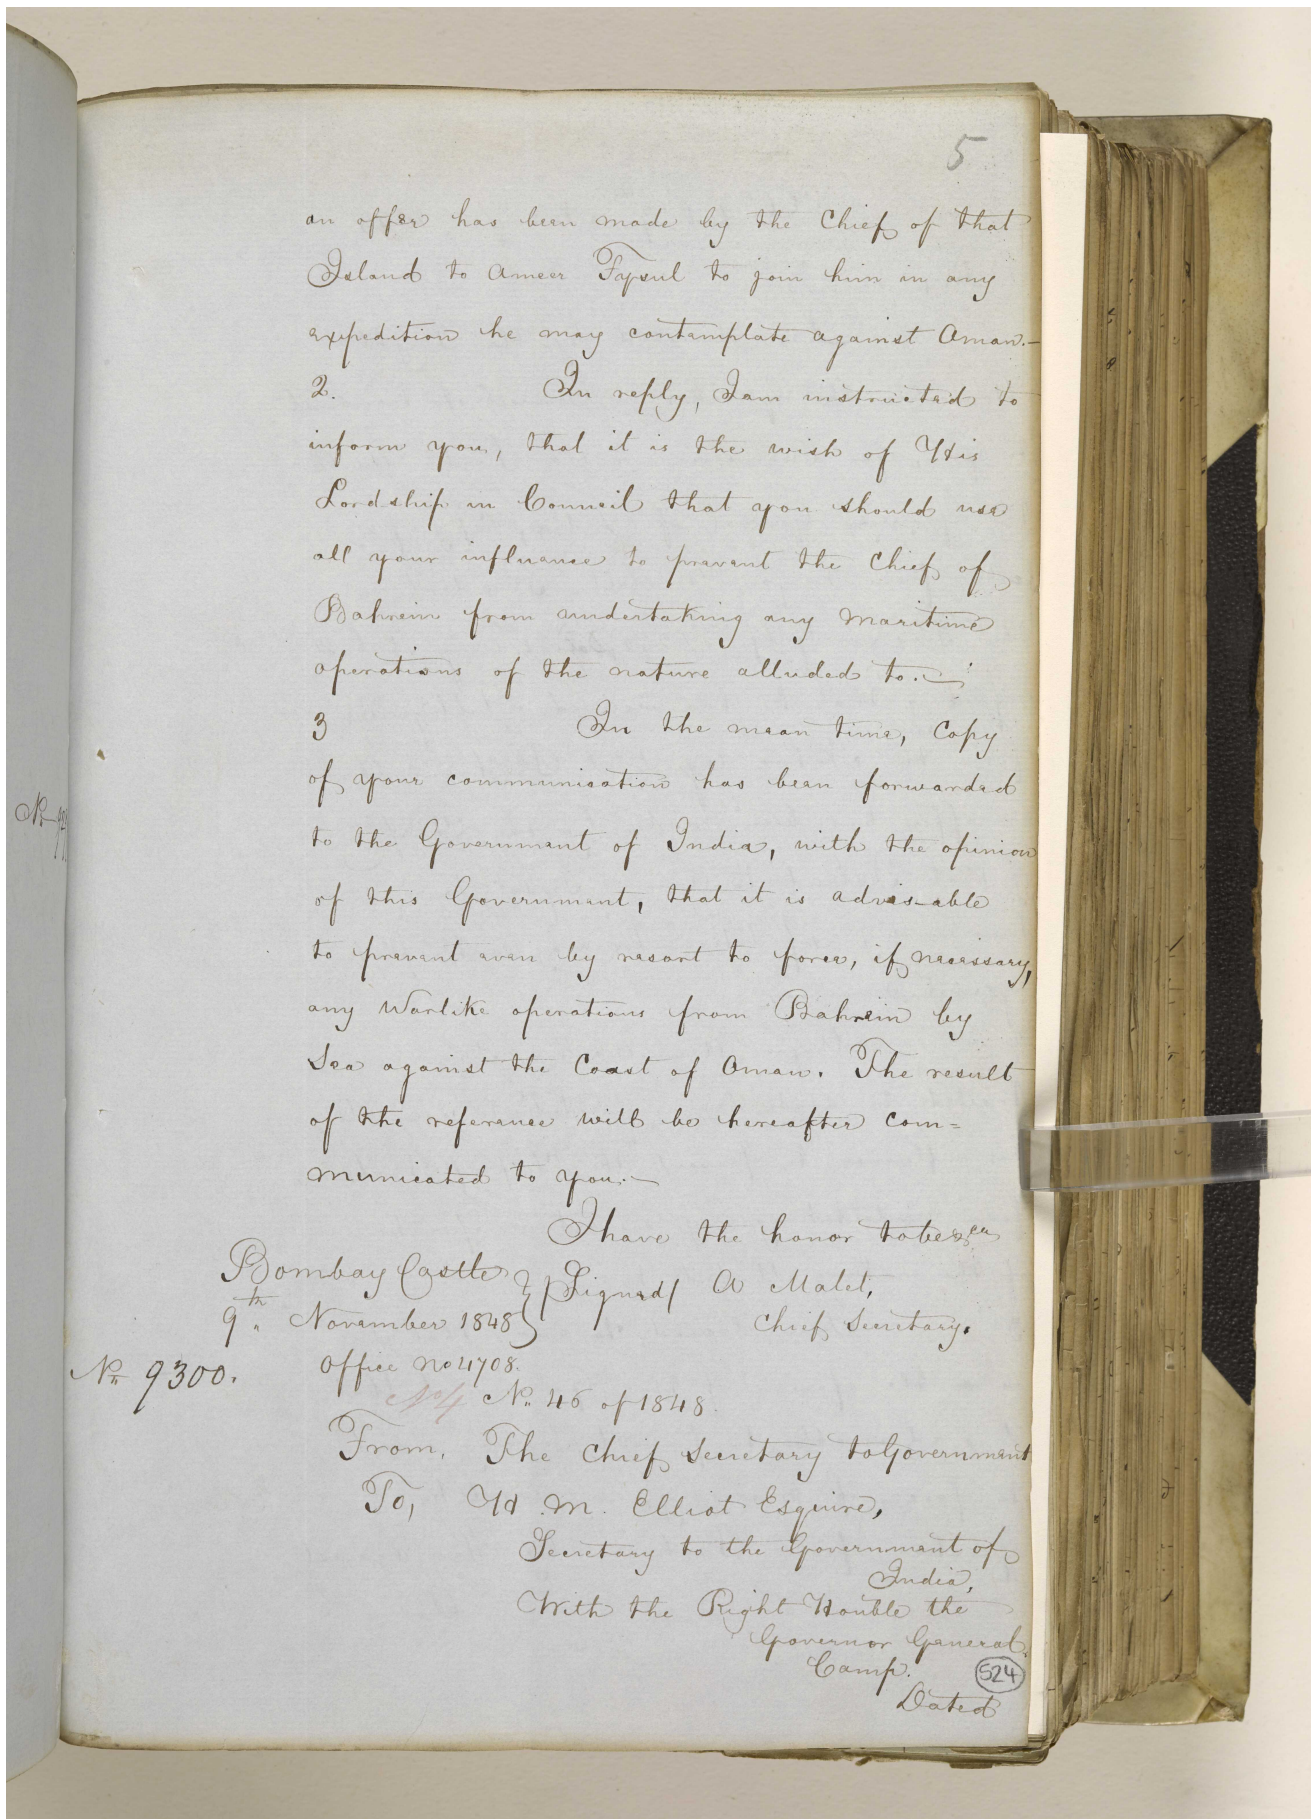 5
an offer has been made by the Chief of that
Island to Ameer Fysul to join him in any
expedition he may contemplate against Oman.—
2. In reply, I am instructed to
inform you, that it is the wish of His
Lordship in Council that you should use
all your influence to prevent the Chief of
Bahrein from undertaking any Maritime
operations of the nature alluded to.—
3 In the mean time, Copy
of your communication has been forwarded
to the Government of India, with the opinion
of this Government, that it is advis-able
to prevent even by resort to force, if necessary,
any Warlike operations from Bahrein by
Sea against the Coast of Oman. The result
of the reference will be hereafter com=
municated to you.—
I have the honor to be &ca
Bombay Castle } /Signed/ A Malet,
9th November 1848 } Chief Secretary.
No 9300. Office No 4708.
No 4 No. 46 of 1848.
From, The Chief Secretary to Government
To, H. M. Elliot Esquire,
Secretary to the Government of
India,
With the Right Honble the
Governor General
Camp.
524
Dated
No